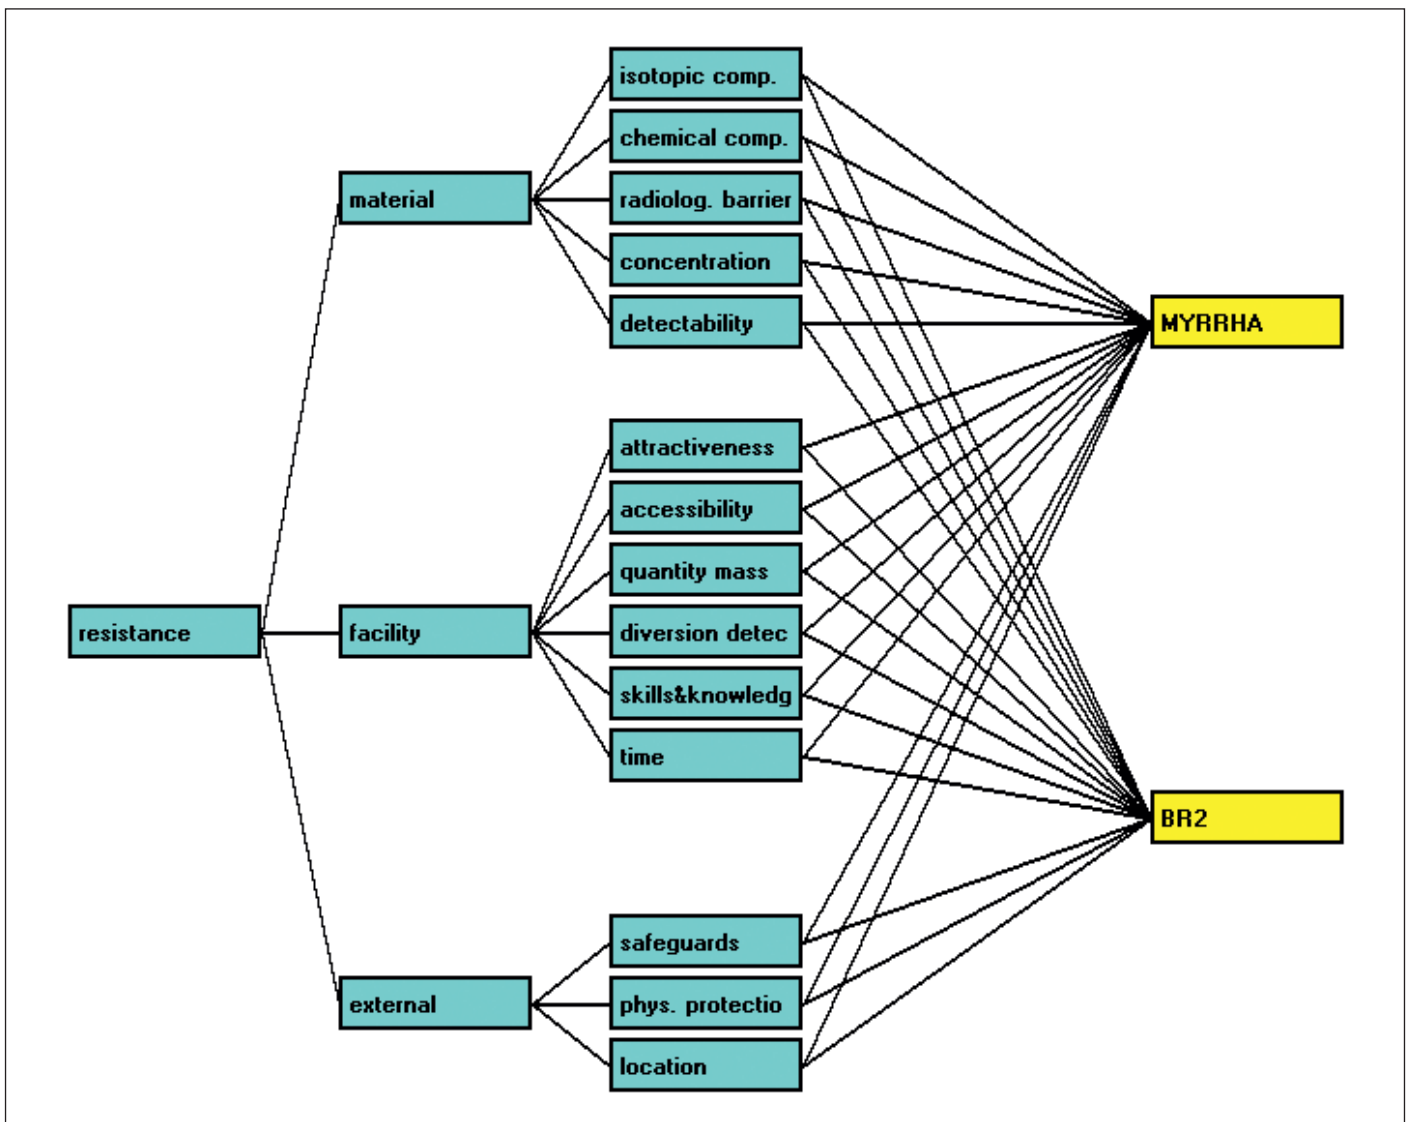 isotopic comp.
chemical comp.
material
radiolog. barrier
concentration
detectability
MYRRHA
attractiveness
accessibility
quantity mass
resistance
facility
diversion detec
skills&knowledg
time
BR2
safeguards
external
phys. protectio
location